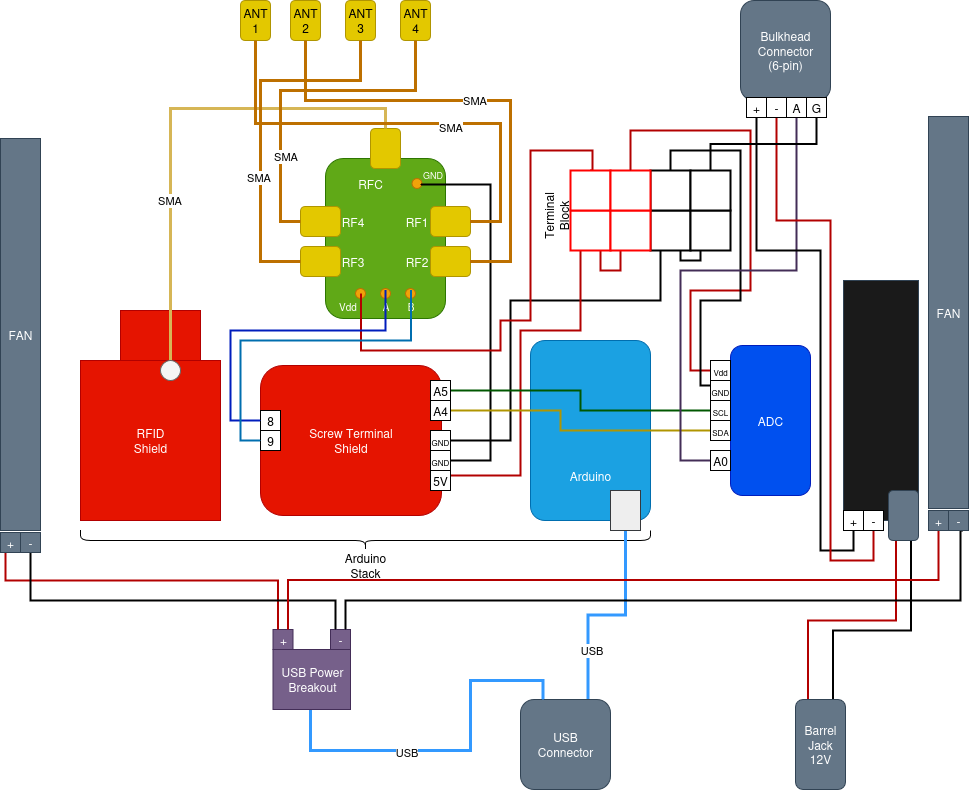 ANT
1
ANT
2
ANT
3
ANT
4
Bulkhead
Connector
(6-pin)
+
-
A
G
SMA
SMA
SMA
SMA
SMA
RFC
GND
RF4
RF1
RF3
RF2
Vdd
A
B
Terminal
Block
FAN
FAN
RFID
Shield
8
9
Screw Terminal
Shield
A5
A4
GND
GND
5V
Arduino
Vdd
GND
SCL
SDA
A0
ADC
+
-
+
-
+
-
Arduino
Stack
+
-
USB Power
Breakout
USB
USB
USB
Connector
Barrel
Jack
12V